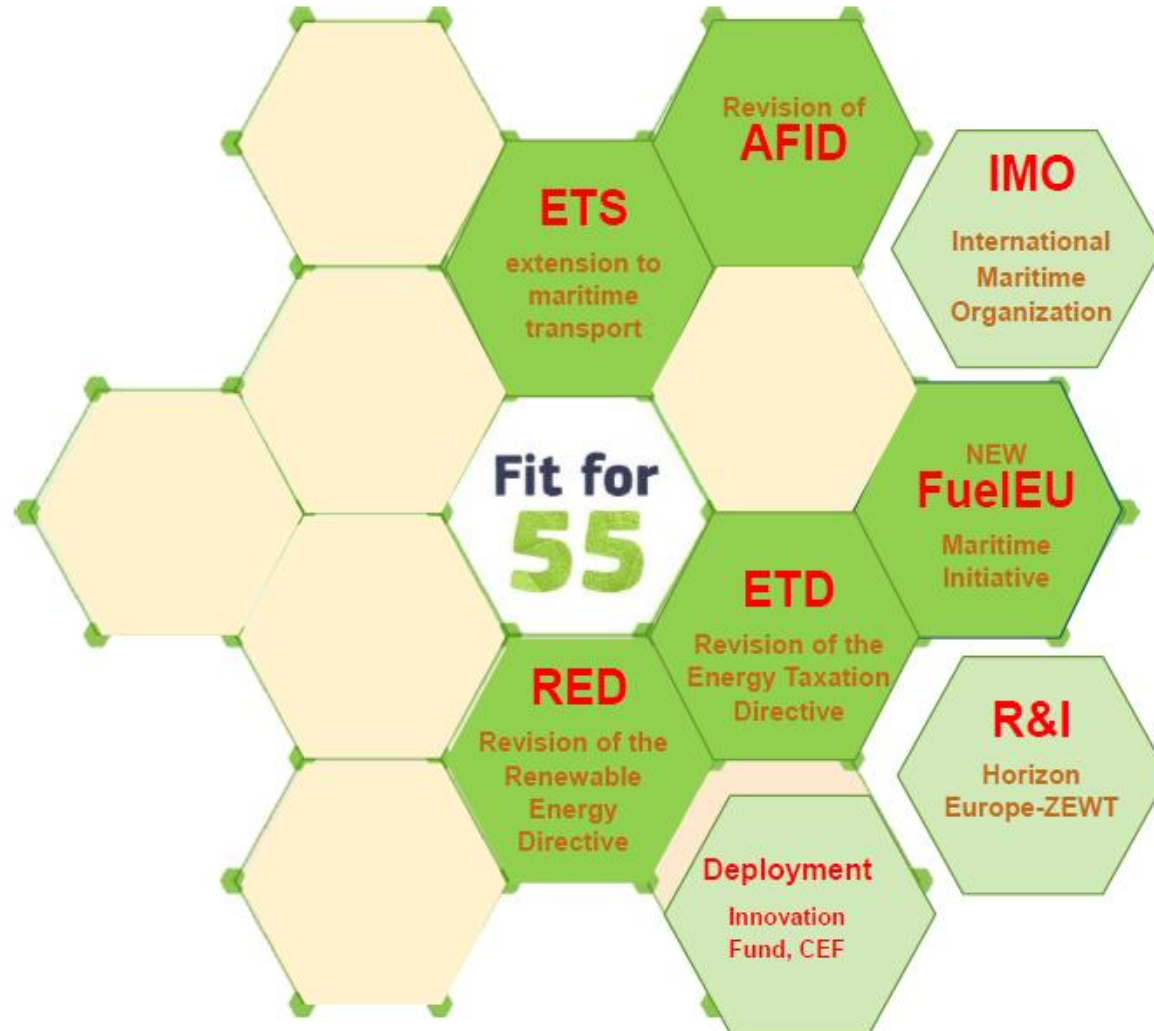 Revision of
AFID
IMO
International
Maritime
Organization
ETS
extension to
maritime
transport
Fit for
55
NEW
FuelEU
Maritime
Initiative
ETD
Revision of the
Energy Taxation
Directive
RED
Revision of the
Renewable
Energy
Directive
R&I
Horizon
Europe-ZEWT
Deployment
Innovation
Fund, CEF